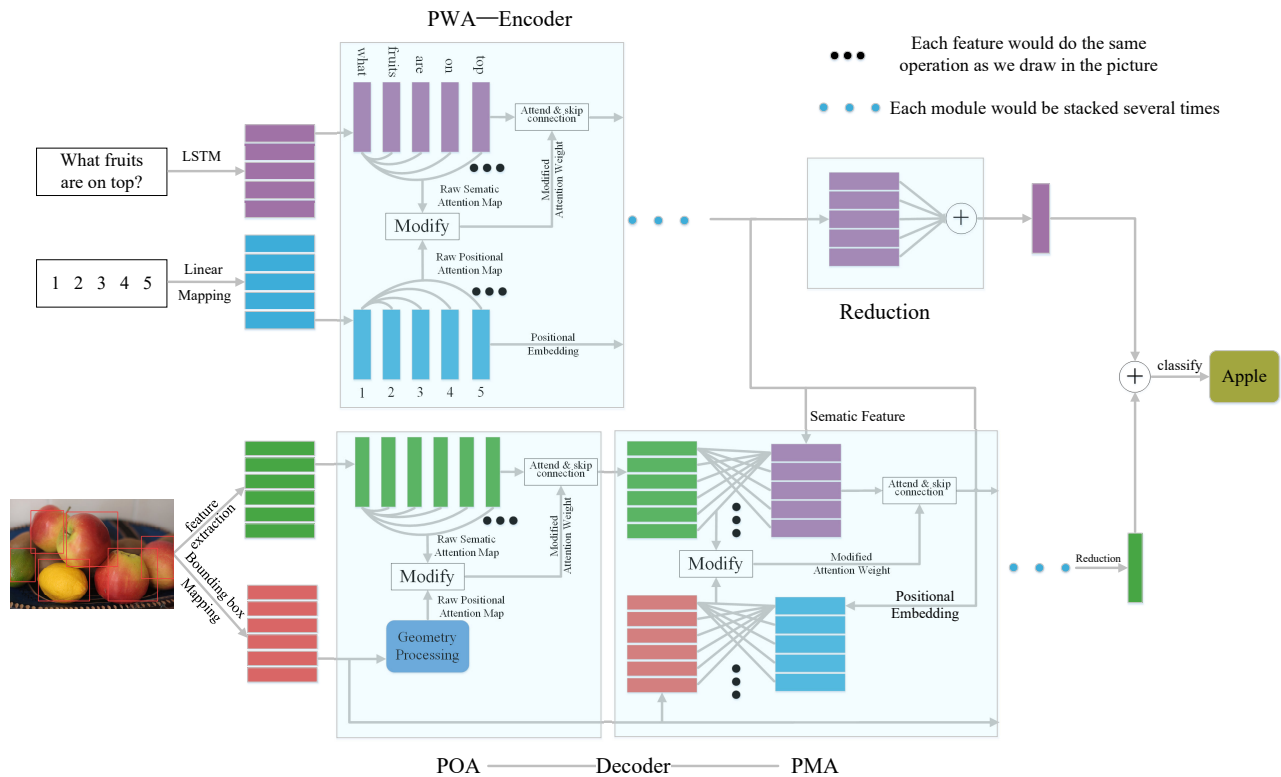 PWA—Encoder
what
fruits
are
on
top
Each feature would do the same
operation as we draw in the picture
Each module would be stacked several times
What fruits
are on top?
LSTM
Attend & skip
connection
Raw Sematic
Attention Map
Modified
Attention Weight
Modify
Raw Positional
Attention Map
1 2 3 4 5
Linear
Mapping
Positional
Embedding
1 2 3 4 5
Reduction
classify
Apple
Sematic Feature
feature
extraction
Bounding box
Mapping
Attend & skip
connection
Raw Sematic
Attention Map
Modified
Attention Weight
Modify
Raw Positional
Attention Map
Geometry
Processing
Attend & skip
connection
Modify
Modified
Attention Weight
Positional
Embedding
Reduction
POA
Decoder
PMA